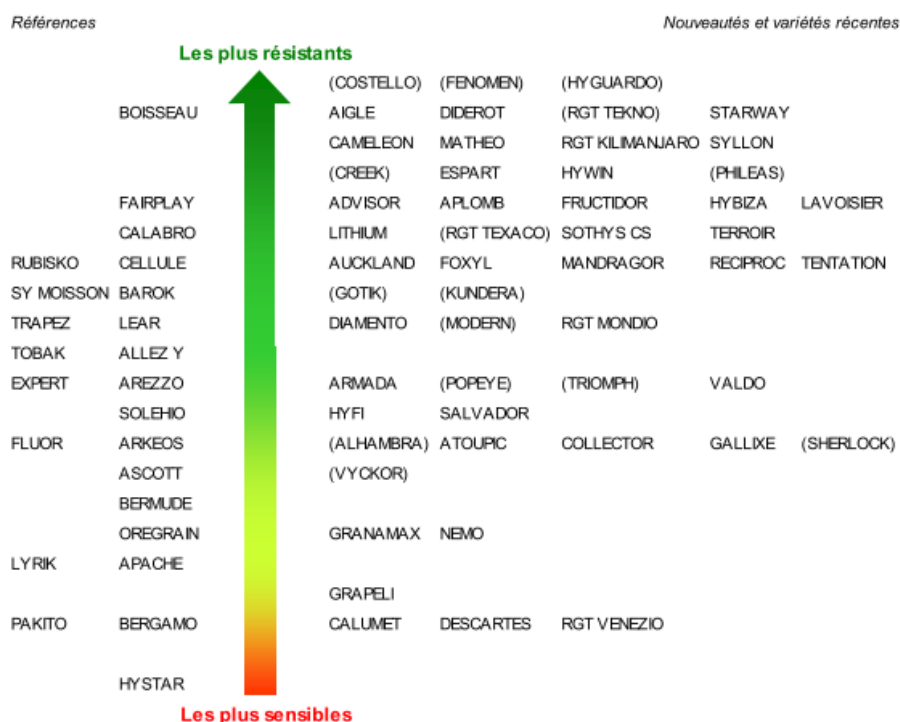 Références Nouveautés et variétés récentes
Les plus résistants
(COSTELLO) (FENOMEN) (HYGUARDO)
BOISSEAU AIGLE DIDEROT (RGT TEKNO) STARWAY
CAMELEON MATHEO RGT KILIMANJARO SYLLON
(CREEK) ESPART HYWIN (PHILEAS)
FAIRPLAY ADVISOR APLOMB FRUCTIDOR HYBIZA LAVOISIER
CALABRO LITHIUM (RGT TEXACO) SOTHYS CS TERROIR
RUBISKO CELLULE AUCKLAND FOXYL MANDRAGOR RECIPROC TENTATION
SY MOISSON BAROK (GOTIK) (KUNDERA)
TRAPEZ LEAR DIAMENTO (MODERN) RGT MONDIO
TOBAK ALLEZ Y
EXPERT AREZZO ARMADA (POPEYE) (TRIOMPH) VALDO
SOLEHIO HYFI SALVADOR
FLUOR ARKEOS (ALHAMBRA) ATOUPIC COLLECTOR GALLIXE (SHERLOCK)
ASCOTT (VYCKOR)
BERMUDE
OREGRAIN GRANAMAX NEMO
LYRIK APACHE
GRAPELI
PAKITO BERGAMO CALUMET DESCARTES RGT VENEZIO
HYSTAR
Les plus sensibles